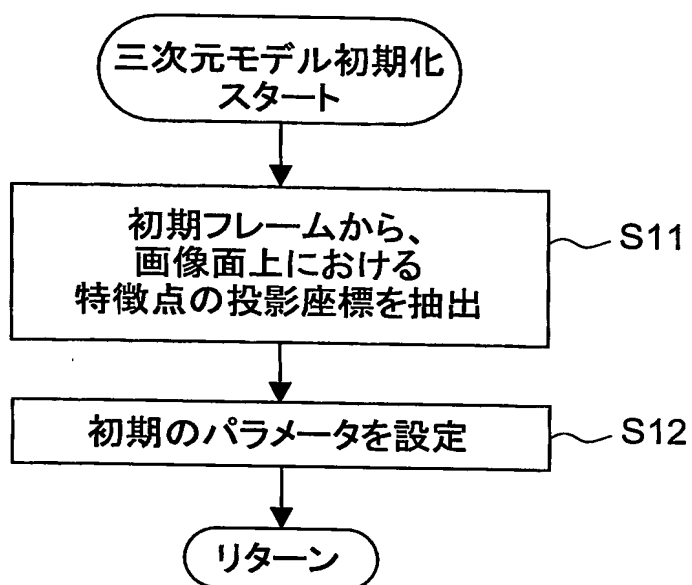 三次元モデル初期化
スタート
初期フレームから、
画像面上における
特徴点の投影座標を抽出
S11
初期のパラメータを設定
S12
リターン